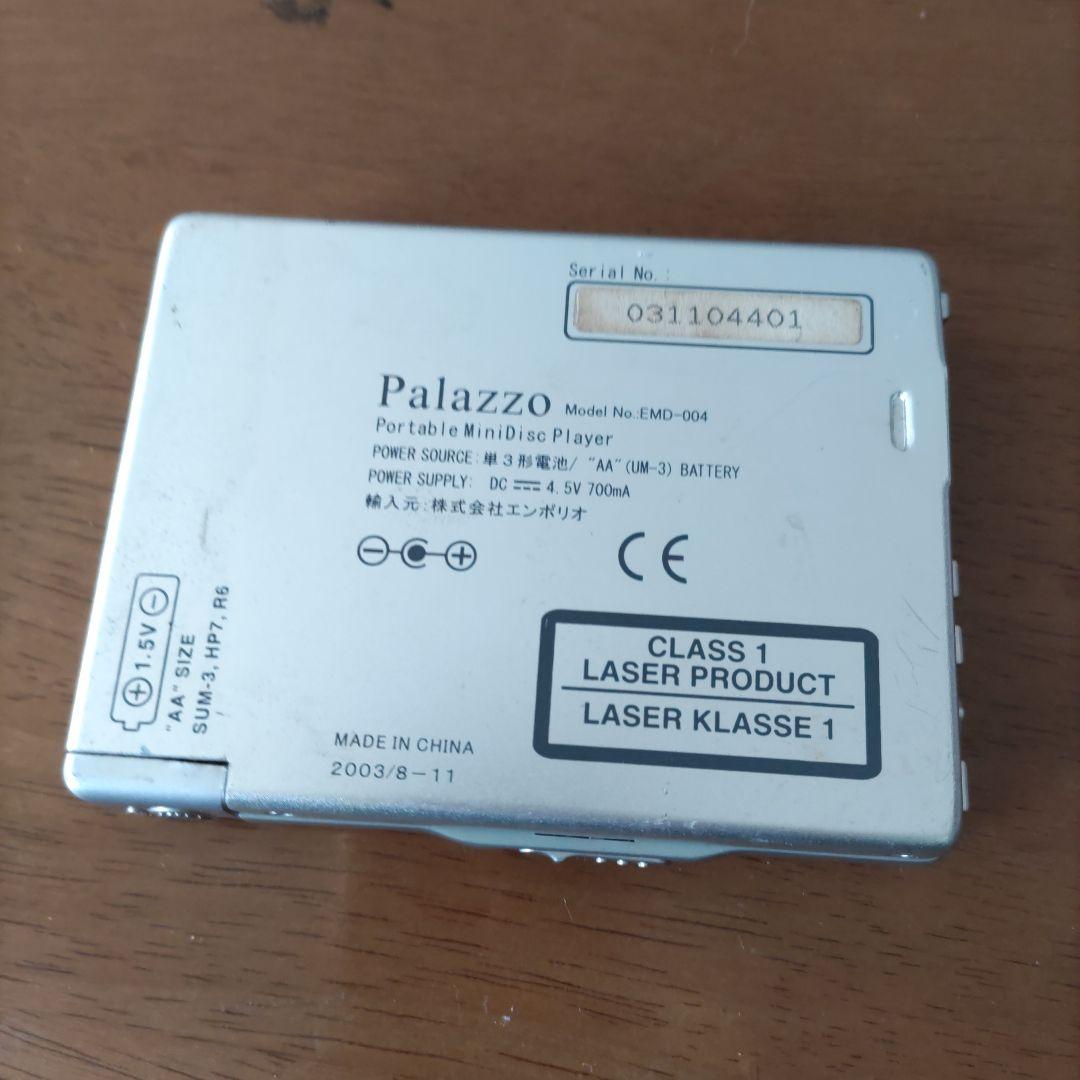 Serial No.:
031104401
Palazzo Model No.:EMD-004
Portable MiniDisc Player
POWER SOURCE:単3形電池/ "AA"(UM-3) BATTERY
POWER SUPPLY: DC 4.5V 700mA
輸入元:株式会社エンポリオ
CE
1.5V
"AA" SIZE
SUM-3, HP7, R6
CLASS 1
LASER PRODUCT
LASER KLASSE 1
MADE IN CHINA
2003/8-11